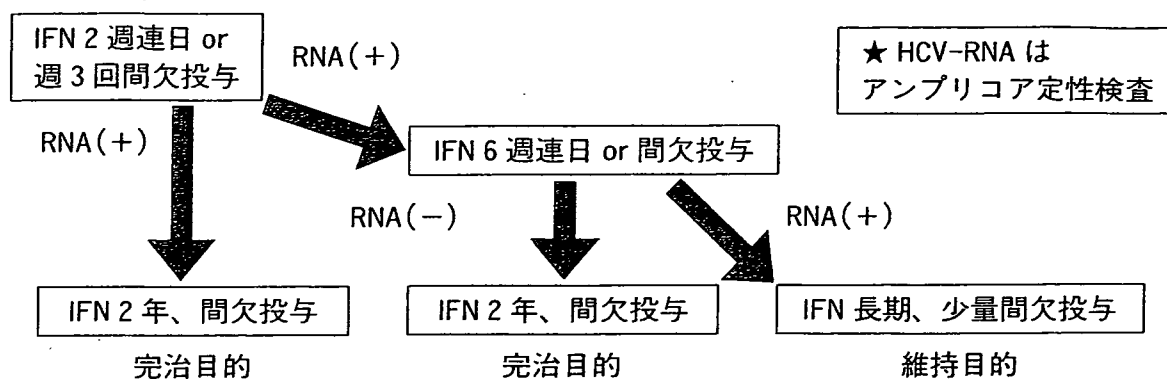 IFN 2 週連日 or
週 3 回間欠投与
RNA(+)
★ HCV-RNA は
アンプリコア定性検査
RNA(+)
IFN 6 週連日 or 間欠投与
RNA(−)
RNA(+)
IFN 2 年、間欠投与
IFN 2 年、間欠投与
IFN 長期、少量間欠投与
完治目的
完治目的
維持目的